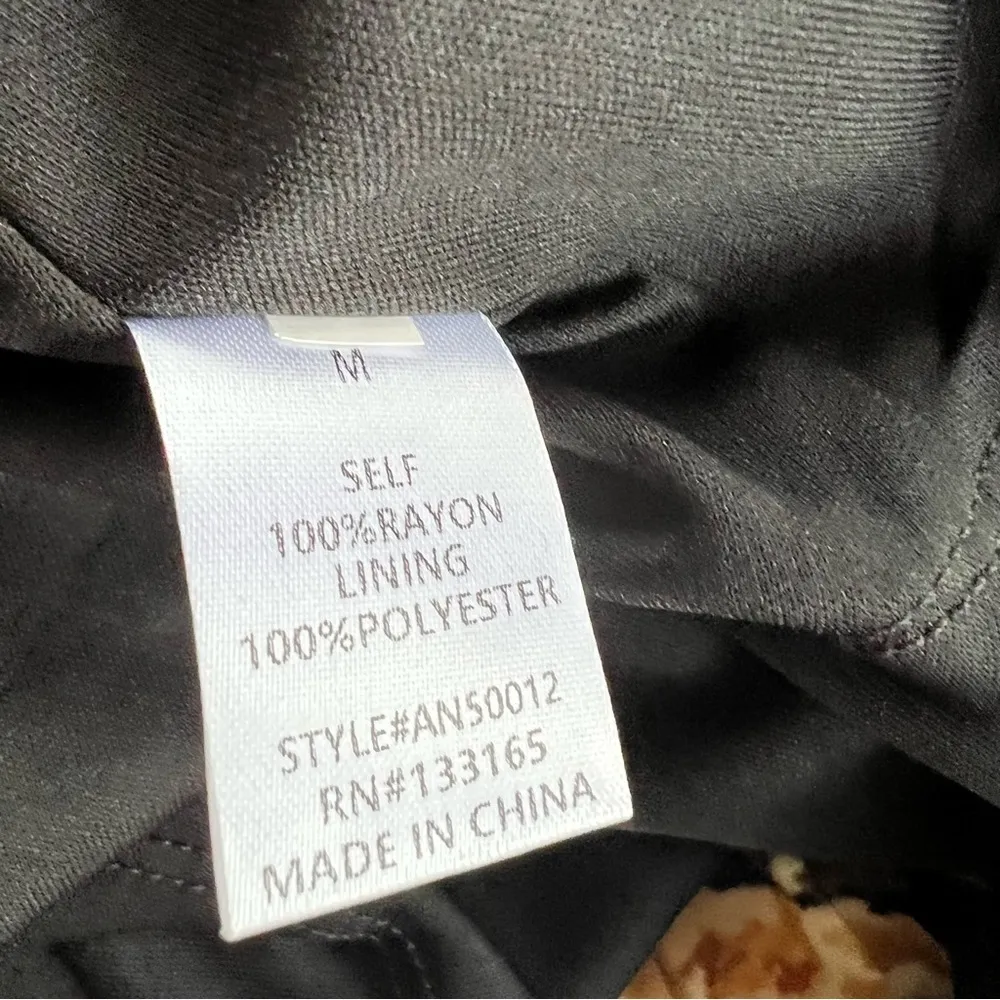 M
SELF
100%RAYON
LINING
100%POLYESTER
STYLE#AN50012
RN#133165
MADE IN CHINA